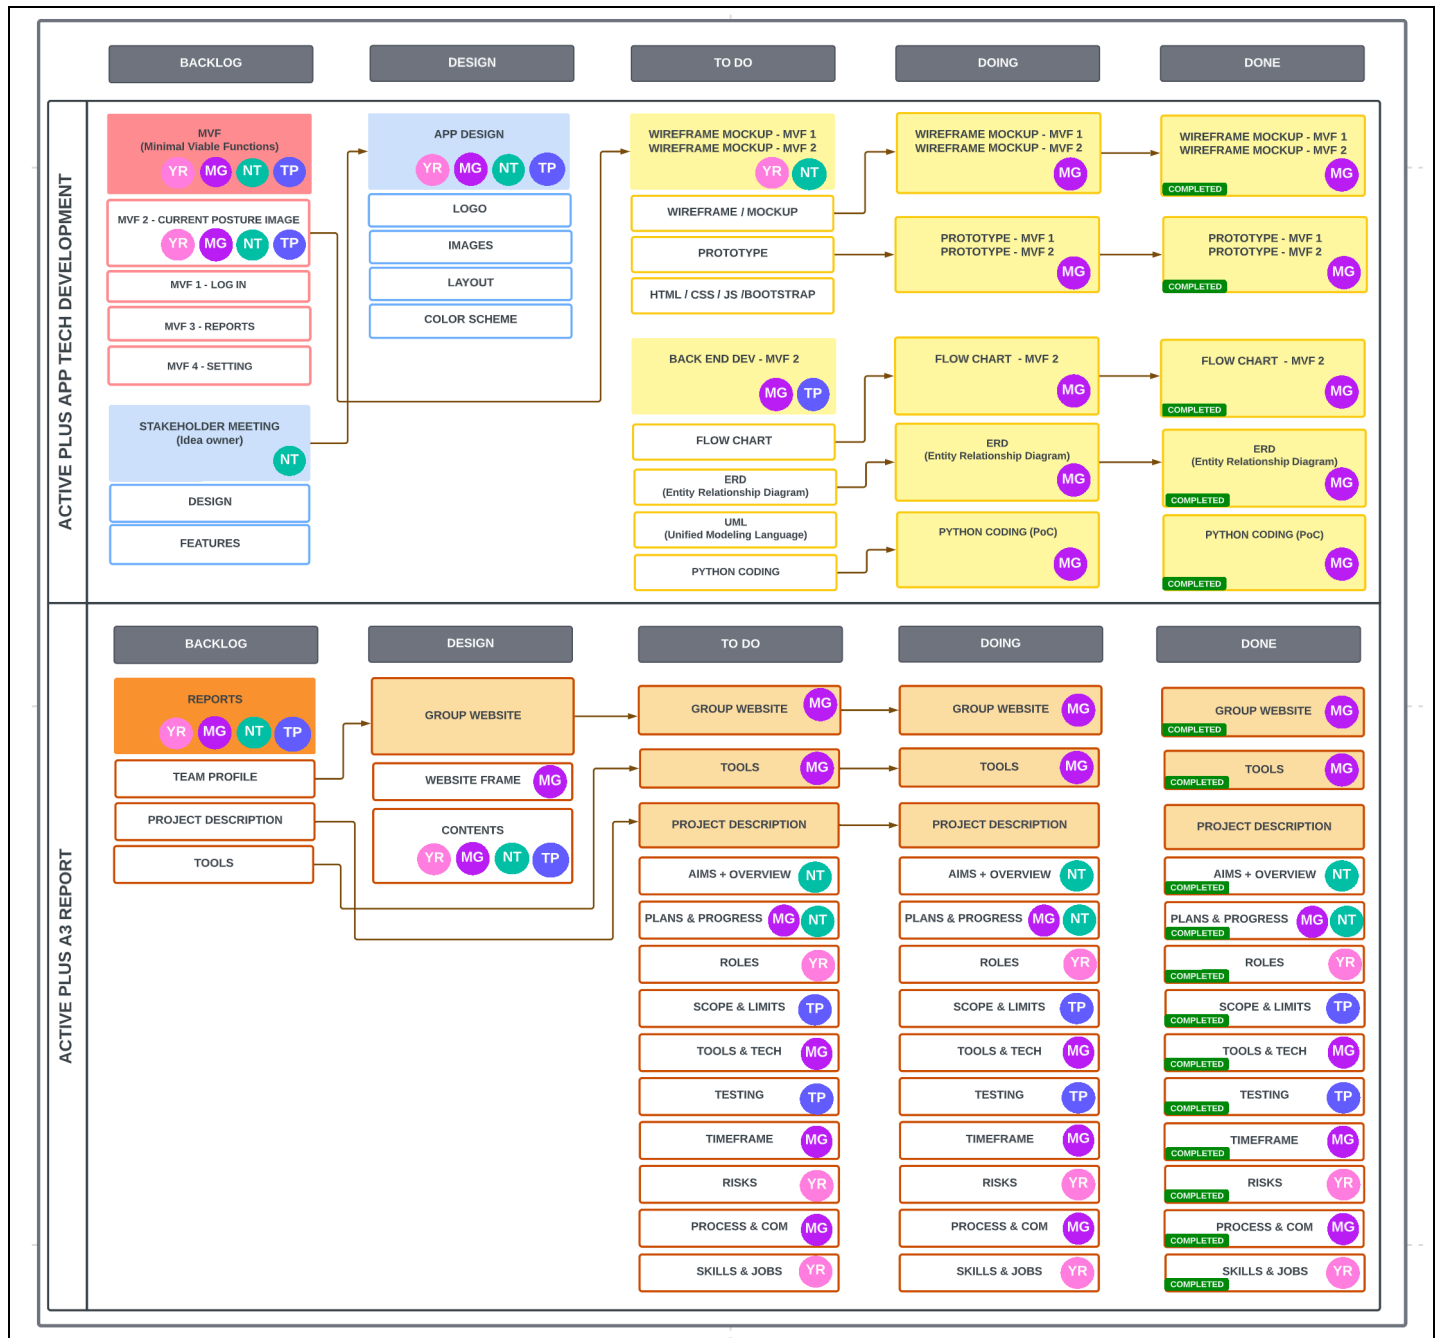 BACKLOG
DESIGN
TO DO
DOING
DONE
ACTIVE PLUS APP TECH DEVELOPMENT
MVF
(Minimal Viable Functions)
YR MG NT TP
MVF 2 - CURRENT POSTURE IMAGE
YR MG NT TP
MVF 1 - LOG IN
MVF 3 - REPORTS
MVF 4 - SETTING
STAKEHOLDER MEETING
(Idea owner)
NT
DESIGN
FEATURES
APP DESIGN
YR MG NT TP
LOGO
IMAGES
LAYOUT
COLOR SCHEME
WIREFRAME MOCKUP - MVF 1
WIREFRAME MOCKUP - MVF 2
YR NT
WIREFRAME / MOCKUP
PROTOTYPE
HTML / CSS / JS /BOOTSTRAP
BACK END DEV - MVF 2
MG TP
FLOW CHART
ERD
(Entity Relationship Diagram)
UML
(Unified Modeling Language)
PYTHON CODING
WIREFRAME MOCKUP - MVF 1
WIREFRAME MOCKUP - MVF 2
MG
PROTOTYPE - MVF 1
PROTOTYPE - MVF 2
MG
FLOW CHART - MVF 2
MG
ERD
(Entity Relationship Diagram)
MG
PYTHON CODING (PoC)
MG
WIREFRAME MOCKUP - MVF 1
WIREFRAME MOCKUP - MVF 2
MG
COMPLETED
PROTOTYPE - MVF 1
PROTOTYPE - MVF 2
MG
COMPLETED
FLOW CHART - MVF 2
MG
COMPLETED
ERD
(Entity Relationship Diagram)
MG
COMPLETED
PYTHON CODING (PoC)
MG
COMPLETED
ACTIVE PLUS A3 REPORT
BACKLOG
DESIGN
TO DO
DOING
DONE
REPORTS
YR MG NT TP
TEAM PROFILE
PROJECT DESCRIPTION
TOOLS
GROUP WEBSITE
WEBSITE FRAME MG
CONTENTS
YR MG NT TP
GROUP WEBSITE MG
TOOLS MG
PROJECT DESCRIPTION
AIMS + OVERVIEW NT
PLANS & PROGRESS MG NT
ROLES YR
SCOPE & LIMITS TP
TOOLS & TECH MG
TESTING TP
TIMEFRAME MG
RISKS YR
PROCESS & COM MG
SKILLS & JOBS YR
GROUP WEBSITE MG
TOOLS MG
PROJECT DESCRIPTION
AIMS + OVERVIEW NT
PLANS & PROGRESS MG NT
ROLES YR
SCOPE & LIMITS TP
TOOLS & TECH MG
TESTING TP
TIMEFRAME MG
RISKS YR
PROCESS & COM MG
SKILLS & JOBS YR
GROUP WEBSITE MG
COMPLETED
TOOLS MG
COMPLETED
PROJECT DESCRIPTION
AIMS + OVERVIEW NT
COMPLETED
PLANS & PROGRESS MG NT
COMPLETED
ROLES YR
COMPLETED
SCOPE & LIMITS TP
COMPLETED
TOOLS & TECH MG
COMPLETED
TESTING TP
COMPLETED
TIMEFRAME MG
COMPLETED
RISKS YR
COMPLETED
PROCESS & COM MG
COMPLETED
SKILLS & JOBS YR
COMPLETED